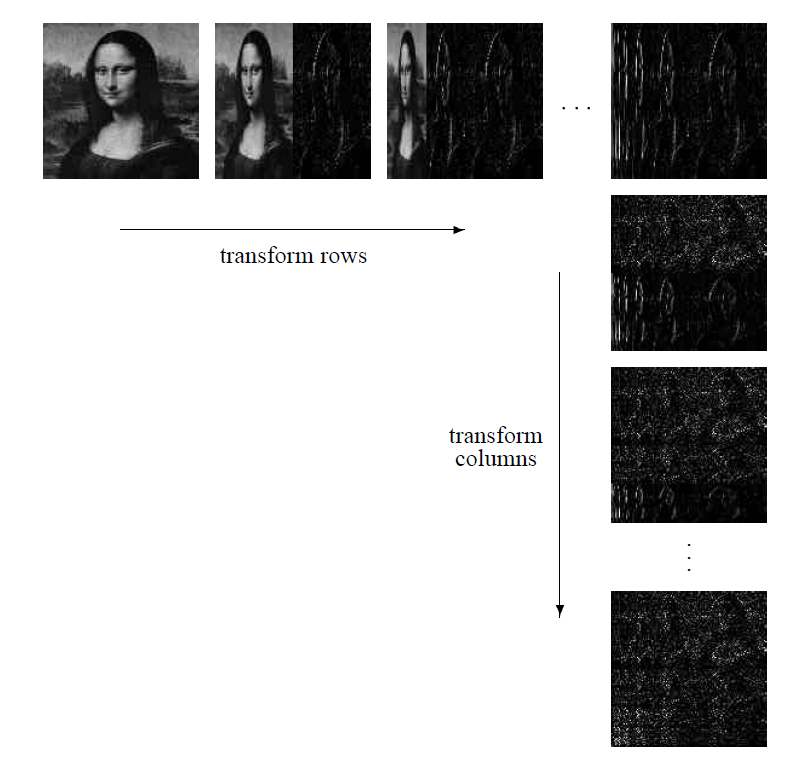 . . .
transform rows
transform
columns
. . .